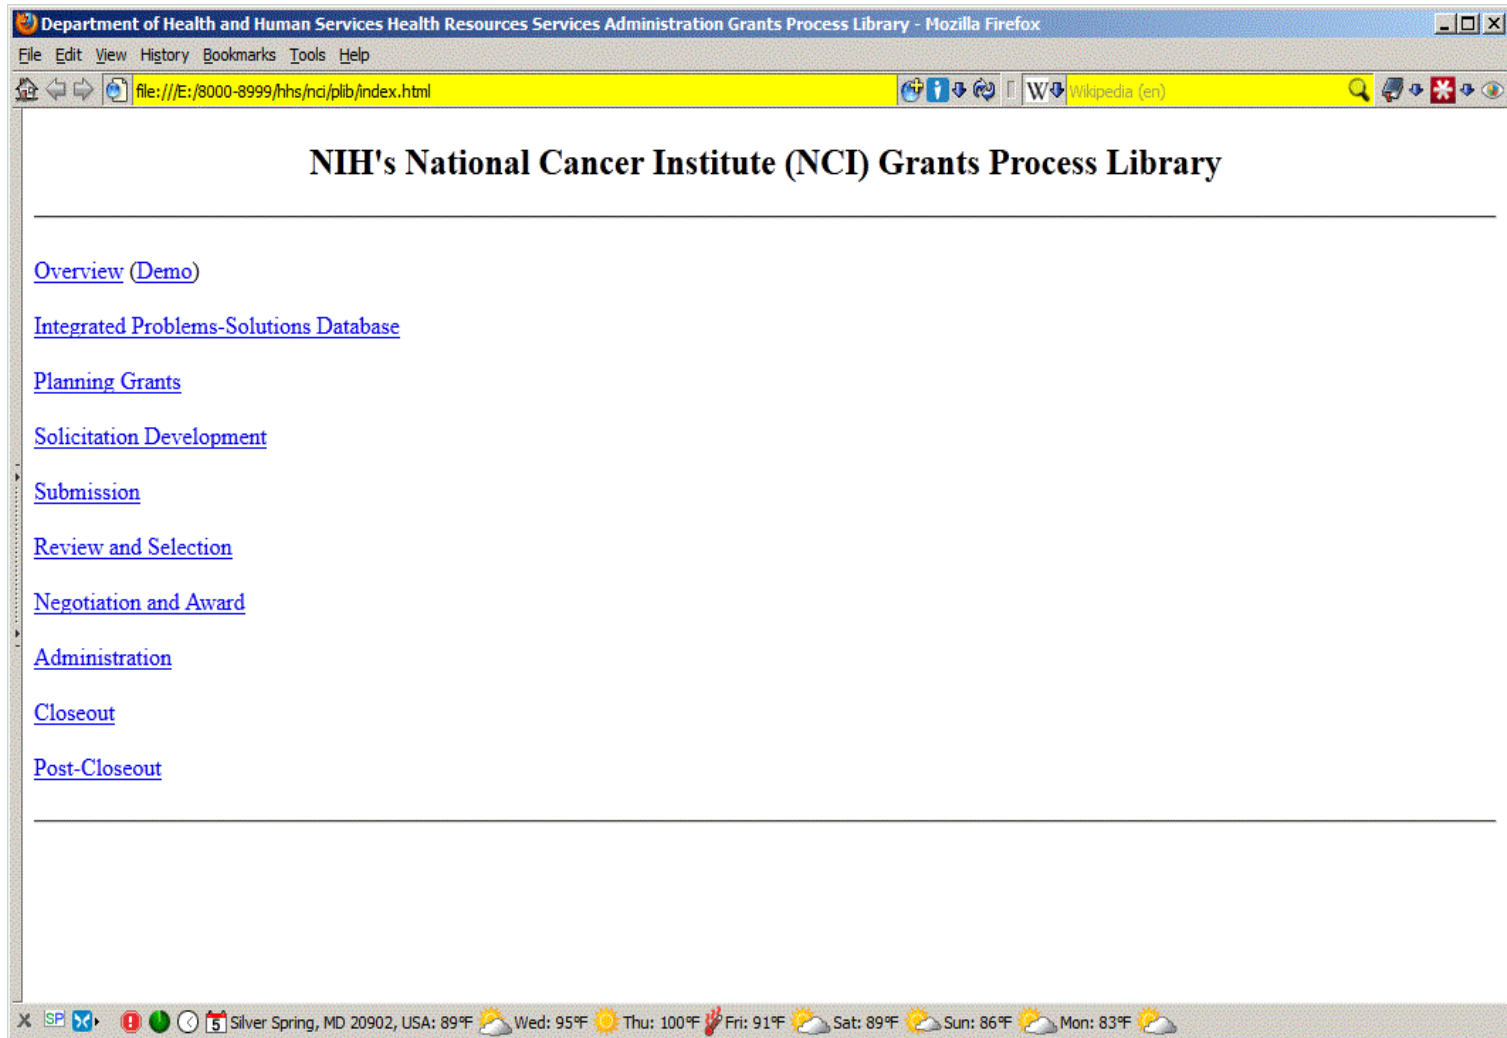 Department of Health and Human Services Health Resources Services Administration Grants Process Library - Mozilla Firefox
File Edit View History Bookmarks Tools Help
file:///E:/8000-8999/hhs/nci/plib/index.html W Wikipedia (en)
NIH's National Cancer Institute (NCI) Grants Process Library
Overview (Demo)
Integrated Problems-Solutions Database
Planning Grants
Solicitation Development
Submission
Review and Selection
Negotiation and Award
Administration
Closeout
Post-Closeout
X SP 5 Silver Spring, MD 20902, USA: 89°F Wed: 95°F Thu: 100°F Fri: 91°F Sat: 89°F Sun: 86°F Mon: 83°F